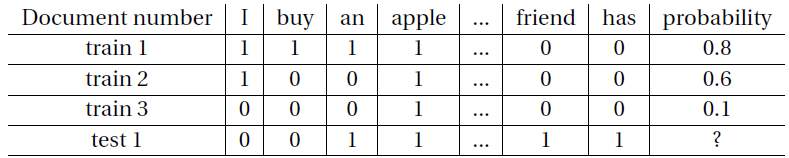 Document number I buy an apple ... friend has probability
train 1 1 1 1 1 ... 0 0 0.8
train 2 1 0 0 1 ... 0 0 0.6
train 3 0 0 0 1 ... 0 0 0.1
test 1 0 0 1 1 ... 1 1 ?